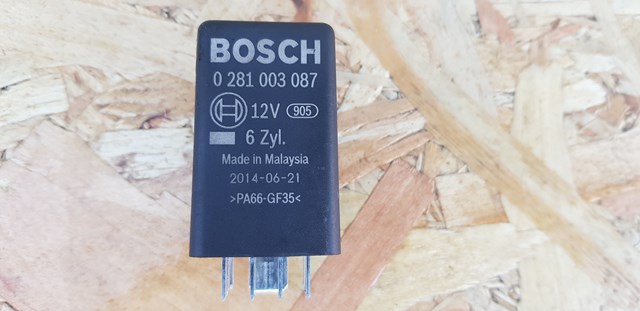 BOSCH
0 281 003 087
12V 905
6 Zyl.
Made in Malaysia
2014-06-21
>PA66-GF35<